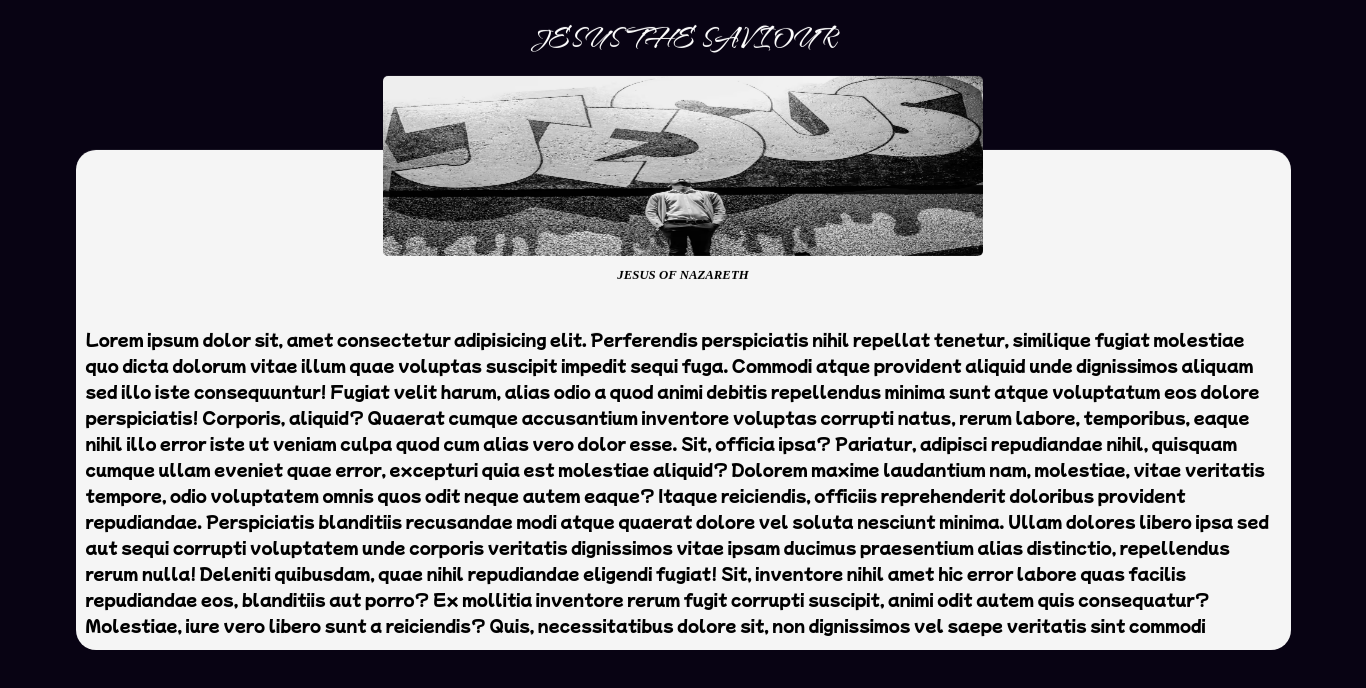 JESUS THE SAVIOUR
JESUS
JESUS OF NAZARETH
Lorem ipsum dolor sit, amet consectetur adipisicing elit. Perferendis perspiciatis nihil repellat tenetur, similique fugiat molestiae
quo dicta dolorum vitae illum quae voluptas suscipit impedit sequi fuga. Commodi atque provident aliquid unde dignissimos aliquam
sed illo iste consequuntur! Fugiat velit harum, alias odio a quod animi debitis repellendus minima sunt atque voluptatum eos dolore
perspiciatis! Corporis, aliquid? Quaerat cumque accusantium inventore voluptas corrupti natus, rerum labore, temporibus, eaque
nihil illo error iste ut veniam culpa quod cum alias vero dolor esse. Sit, officia ipsa? Pariatur, adipisci repudiandae nihil, quisquam
cumque ullam eveniet quae error, excepturi quia est molestiae aliquid? Dolorem maxime laudantium nam, molestiae, vitae veritatis
tempore, odio voluptatem omnis quos odit neque autem eaque? Itaque reiciendis, officiis reprehenderit doloribus provident
repudiandae. Perspiciatis blanditiis recusandae modi atque quaerat dolore vel soluta nesciunt minima. Ullam dolores libero ipsa sed
aut sequi corrupti voluptatem unde corporis veritatis dignissimos vitae ipsam ducimus praesentium alias distinctio, repellendus
rerum nulla! Deleniti quibusdam, quae nihil repudiandae eligendi fugiat! Sit, inventore nihil amet hic error labore quas facilis
repudiandae eos, blanditiis aut porro? Ex mollitia inventore rerum fugit corrupti suscipit, animi odit autem quis consequatur?
Molestiae, iure vero libero sunt a reiciendis? Quis, necessitatibus dolore sit, non dignissimos vel saepe veritatis sint commodi